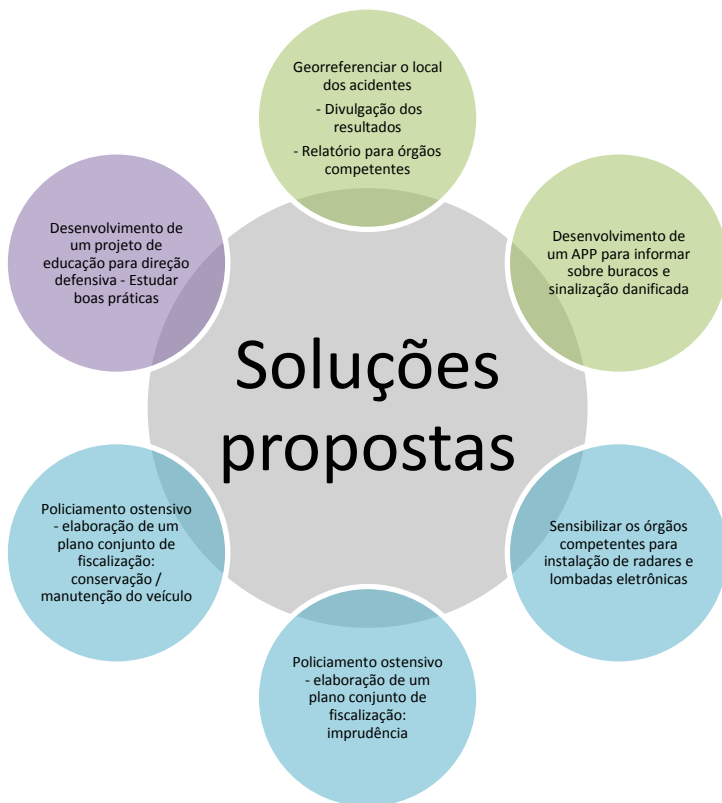 Georreferenciar o local
dos acidentes
- Divulgação dos
resultados
- Relatório para órgãos
competentes
Desenvolvimento de
um APP para informar
sobre buracos e
sinalização danificada
Sensibilizar os órgãos
competentes para
instalação de radares e
lombadas eletrônicas
Policiamento ostensivo
- elaboração de um
plano conjunto de
fiscalização:
imprudência
Policiamento ostensivo
- elaboração de um
plano conjunto de
fiscalização:
conservação /
manutenção do veículo
Desenvolvimento de
um projeto de
educação para direção
defensiva - Estudar
boas práticas
Soluções
propostas